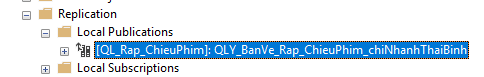 Replication
Local Publications
[QL_Rap_ChieuPhim]: QLY_BanVe_Rap_ChieuPhim_chiNhanhThaiBinh
Local Subscriptions